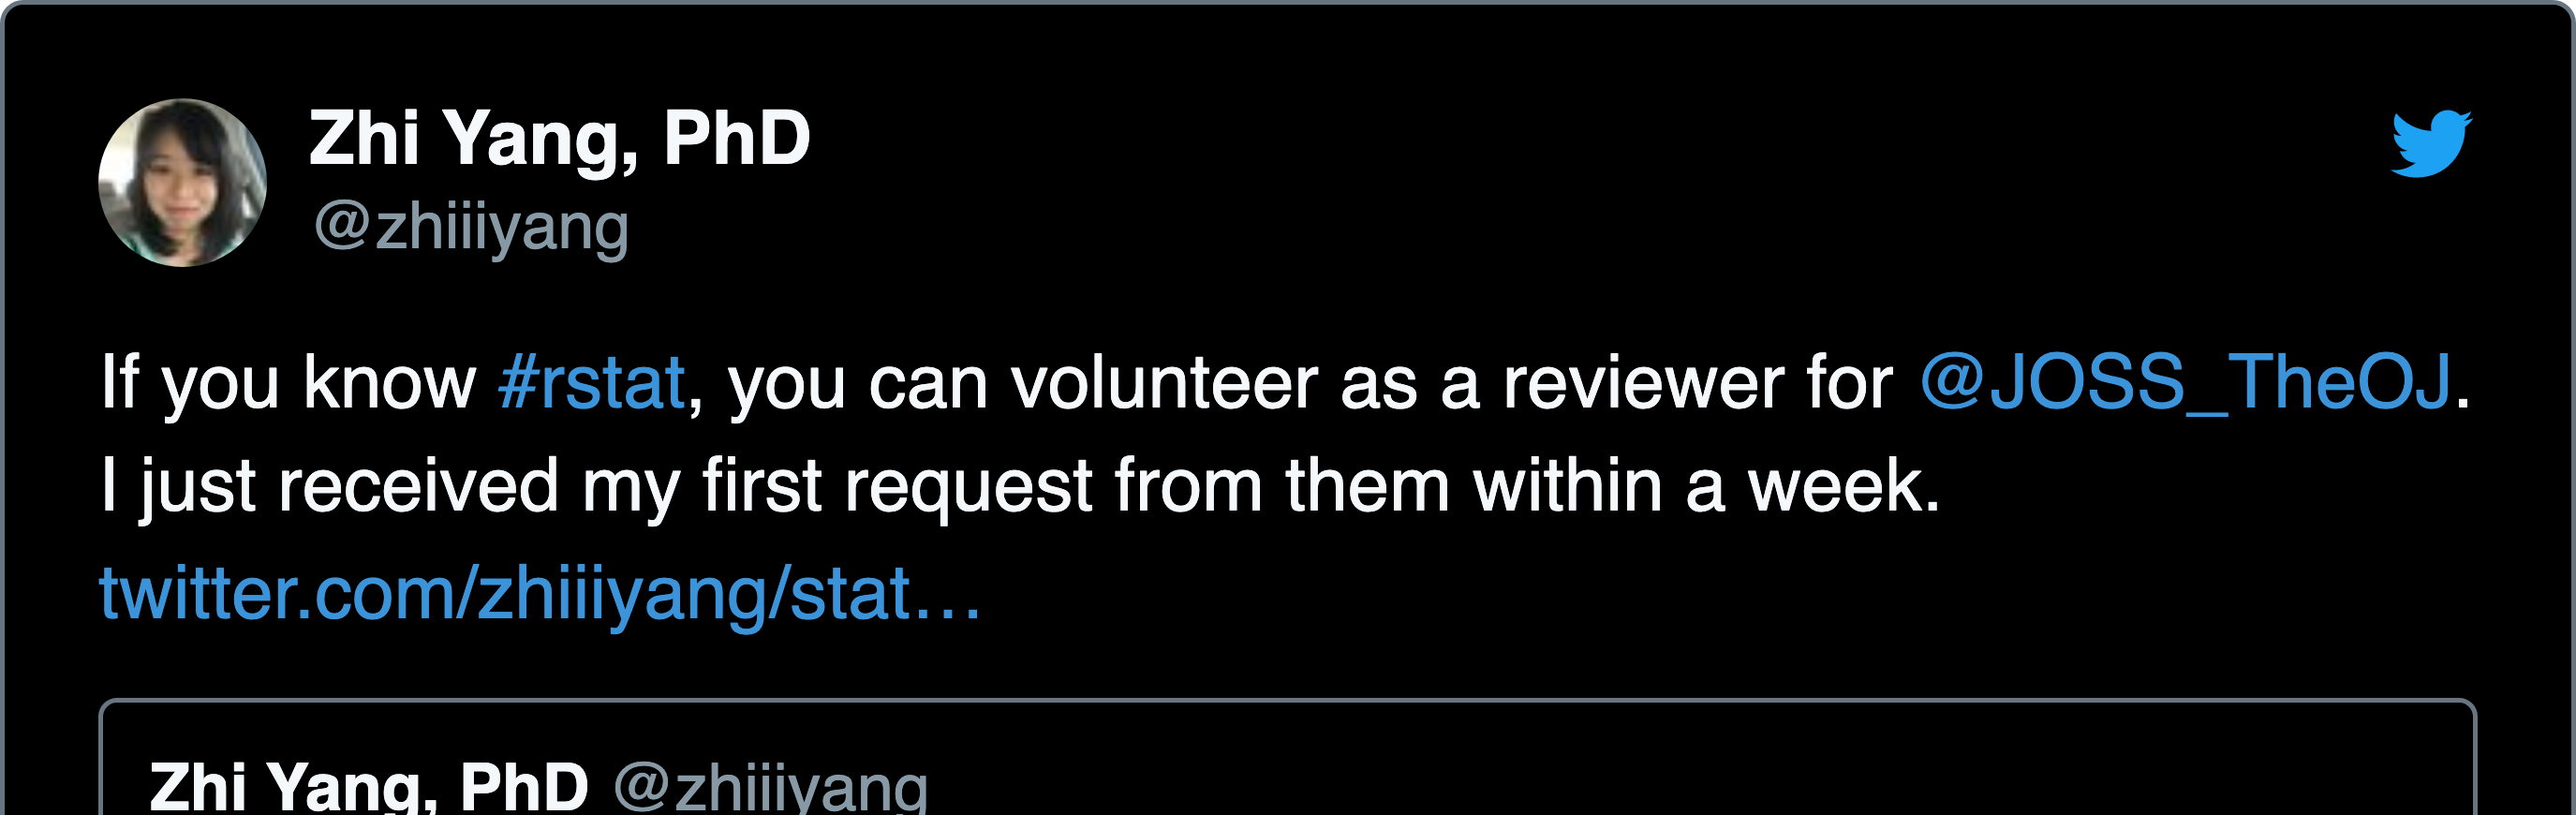 Zhi Yang, PhD
@zhiiiyang
If you know #rstat, you can volunteer as a reviewer for @JOSS_TheOJ.
I just received my first request from them within a week.
twitter.com/zhiiiyang/stat…
Zhi Yang, PhD @zhiiiyang